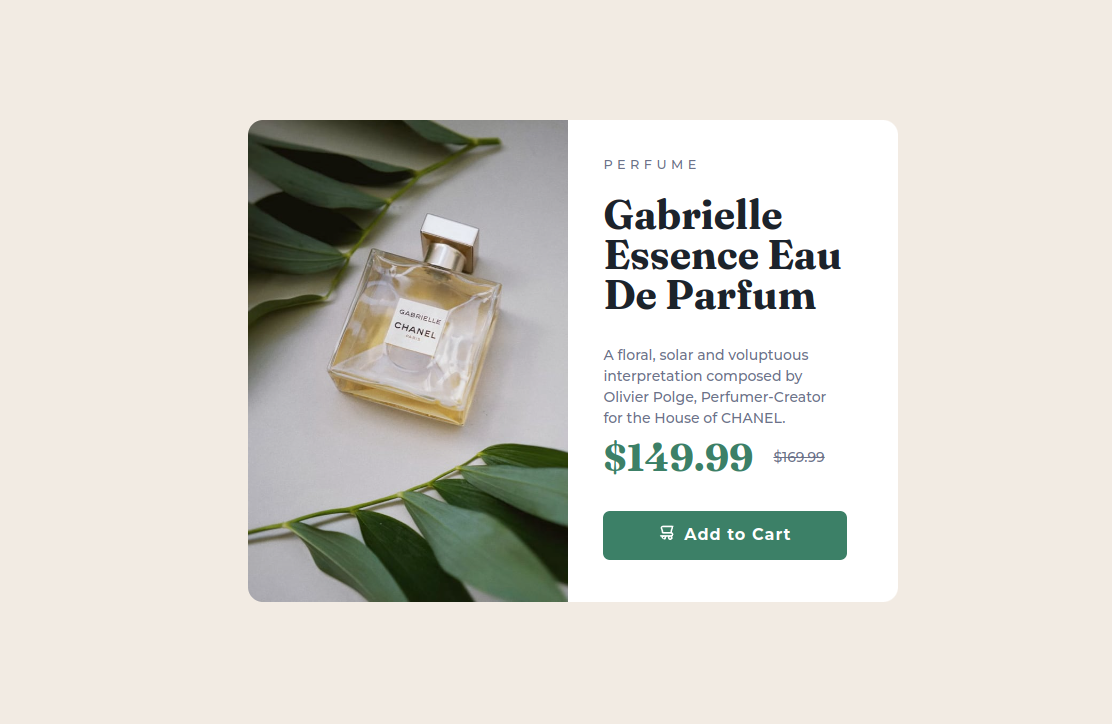 PERFUME
Gabrielle
Essence Eau
De Parfum
A floral, solar and voluptuous
interpretation composed by
Olivier Polge, Perfumer-Creator
for the House of CHANEL.
$149.99 $169.99
Add to Cart
GABRIELLE
CHANEL
PARIS